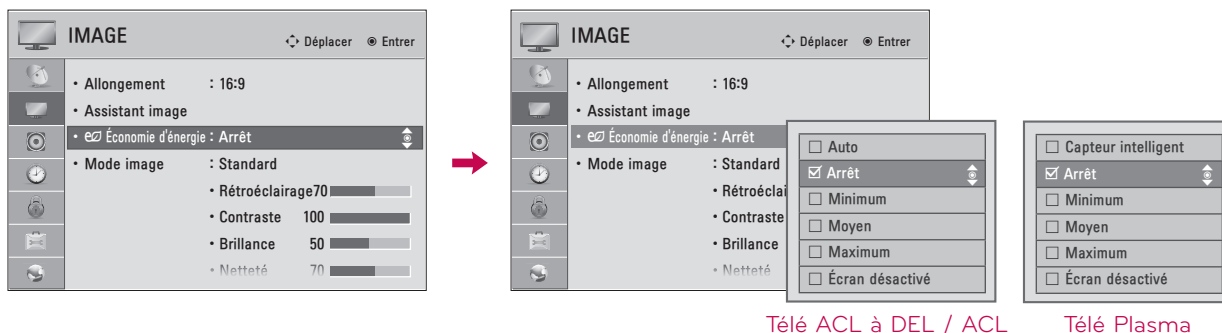 IMAGE
Déplacer Entrer
• Allongement : 16:9
• Assistant image
• Économie d'énergie : Arrêt
• Mode image : Standard
• Rétroéclairage70
• Contraste 100
• Brillance 50
• Netteté 70
IMAGE
Déplacer Entrer
• Allongement : 16:9
• Assistant image
• Économie d'énergie : Arrêt
• Mode image : Standard
• Rétroéclai
• Contraste
• Brillance
• Netteté
Auto
Arrêt
Minimum
Moyen
Maximum
Écran désactivé
Télé ACL à DEL / ACL
Capteur intelligent
Arrêt
Minimum
Moyen
Maximum
Écran désactivé
Télé Plasma